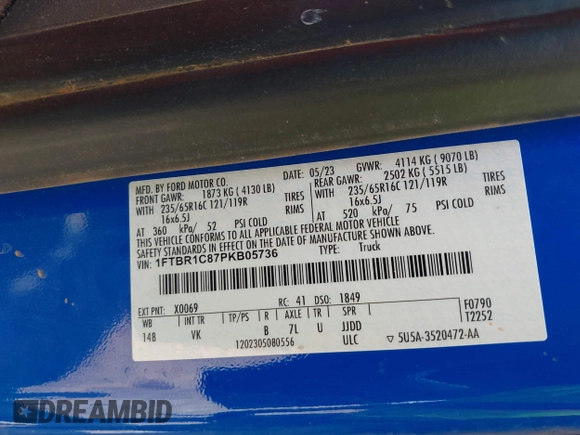 MFD. BY FORD MOTOR CO.
DATE: 05/23 GVWR: 4114 KG ( 9070 LB)
FRONT GAWR: 1873 KG ( 4130 LB)
REAR GAWR: 2502 KG ( 5515 LB)
WITH 235/65R16C 121/119R TIRES
WITH 235/65R16C 121/119R TIRES
16x6.5J RIMS
16x6.5J RIMS
AT 360 kPa/ 52 PSI COLD
AT 520 kPa/ 75 PSI COLD
THIS VEHICLE CONFORMS TO ALL APPLICABLE FEDERAL MOTOR VEHICLE
SAFETY STANDARDS IN EFFECT ON THE DATE OF MANUFACTURE SHOWN ABOVE.
VIN: 1FTBR1C87PKB05736 TYPE: Truck
EXT PNT: X0069 RC: 41 DSO: 1849
F0790
T2252
WB INT TR TP/PS R AXLE TR SPR
148 VK B 7L U JJDD
1202305080556 ULC
▽ 5U5A-3520472-AA
DREAMBID